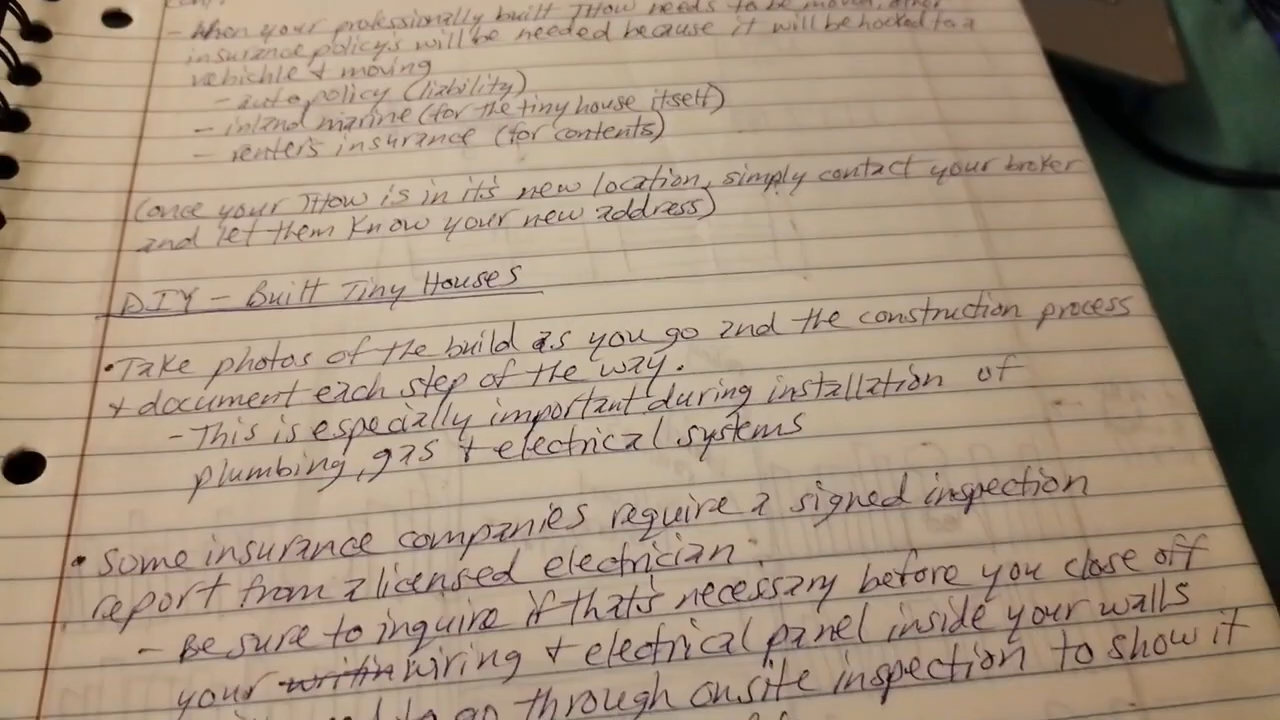 - When your professionally built THOW needs to be moved, other
insurance policy's will be needed because it will be hooked to a
vehichle & moving
- auto policy (liability)
- inland marine (for the tiny house itself)
- renters insurance (for contents)
(once your THOW is in it's new location, simply contact your broker
and let them know your new address)
DIY - Built Tiny Houses
• Take photos of the build as you go and the construction process
& document each step of the way.
- This is especially important during installation of
plumbing, gas & electrical systems
• Some insurance companies require a signed inspection
report from a licensed electrician.
- Be sure to inquire if that's necessary before you close off
your wiring & electrical panel inside your walls
to go through onsite inspection to show it